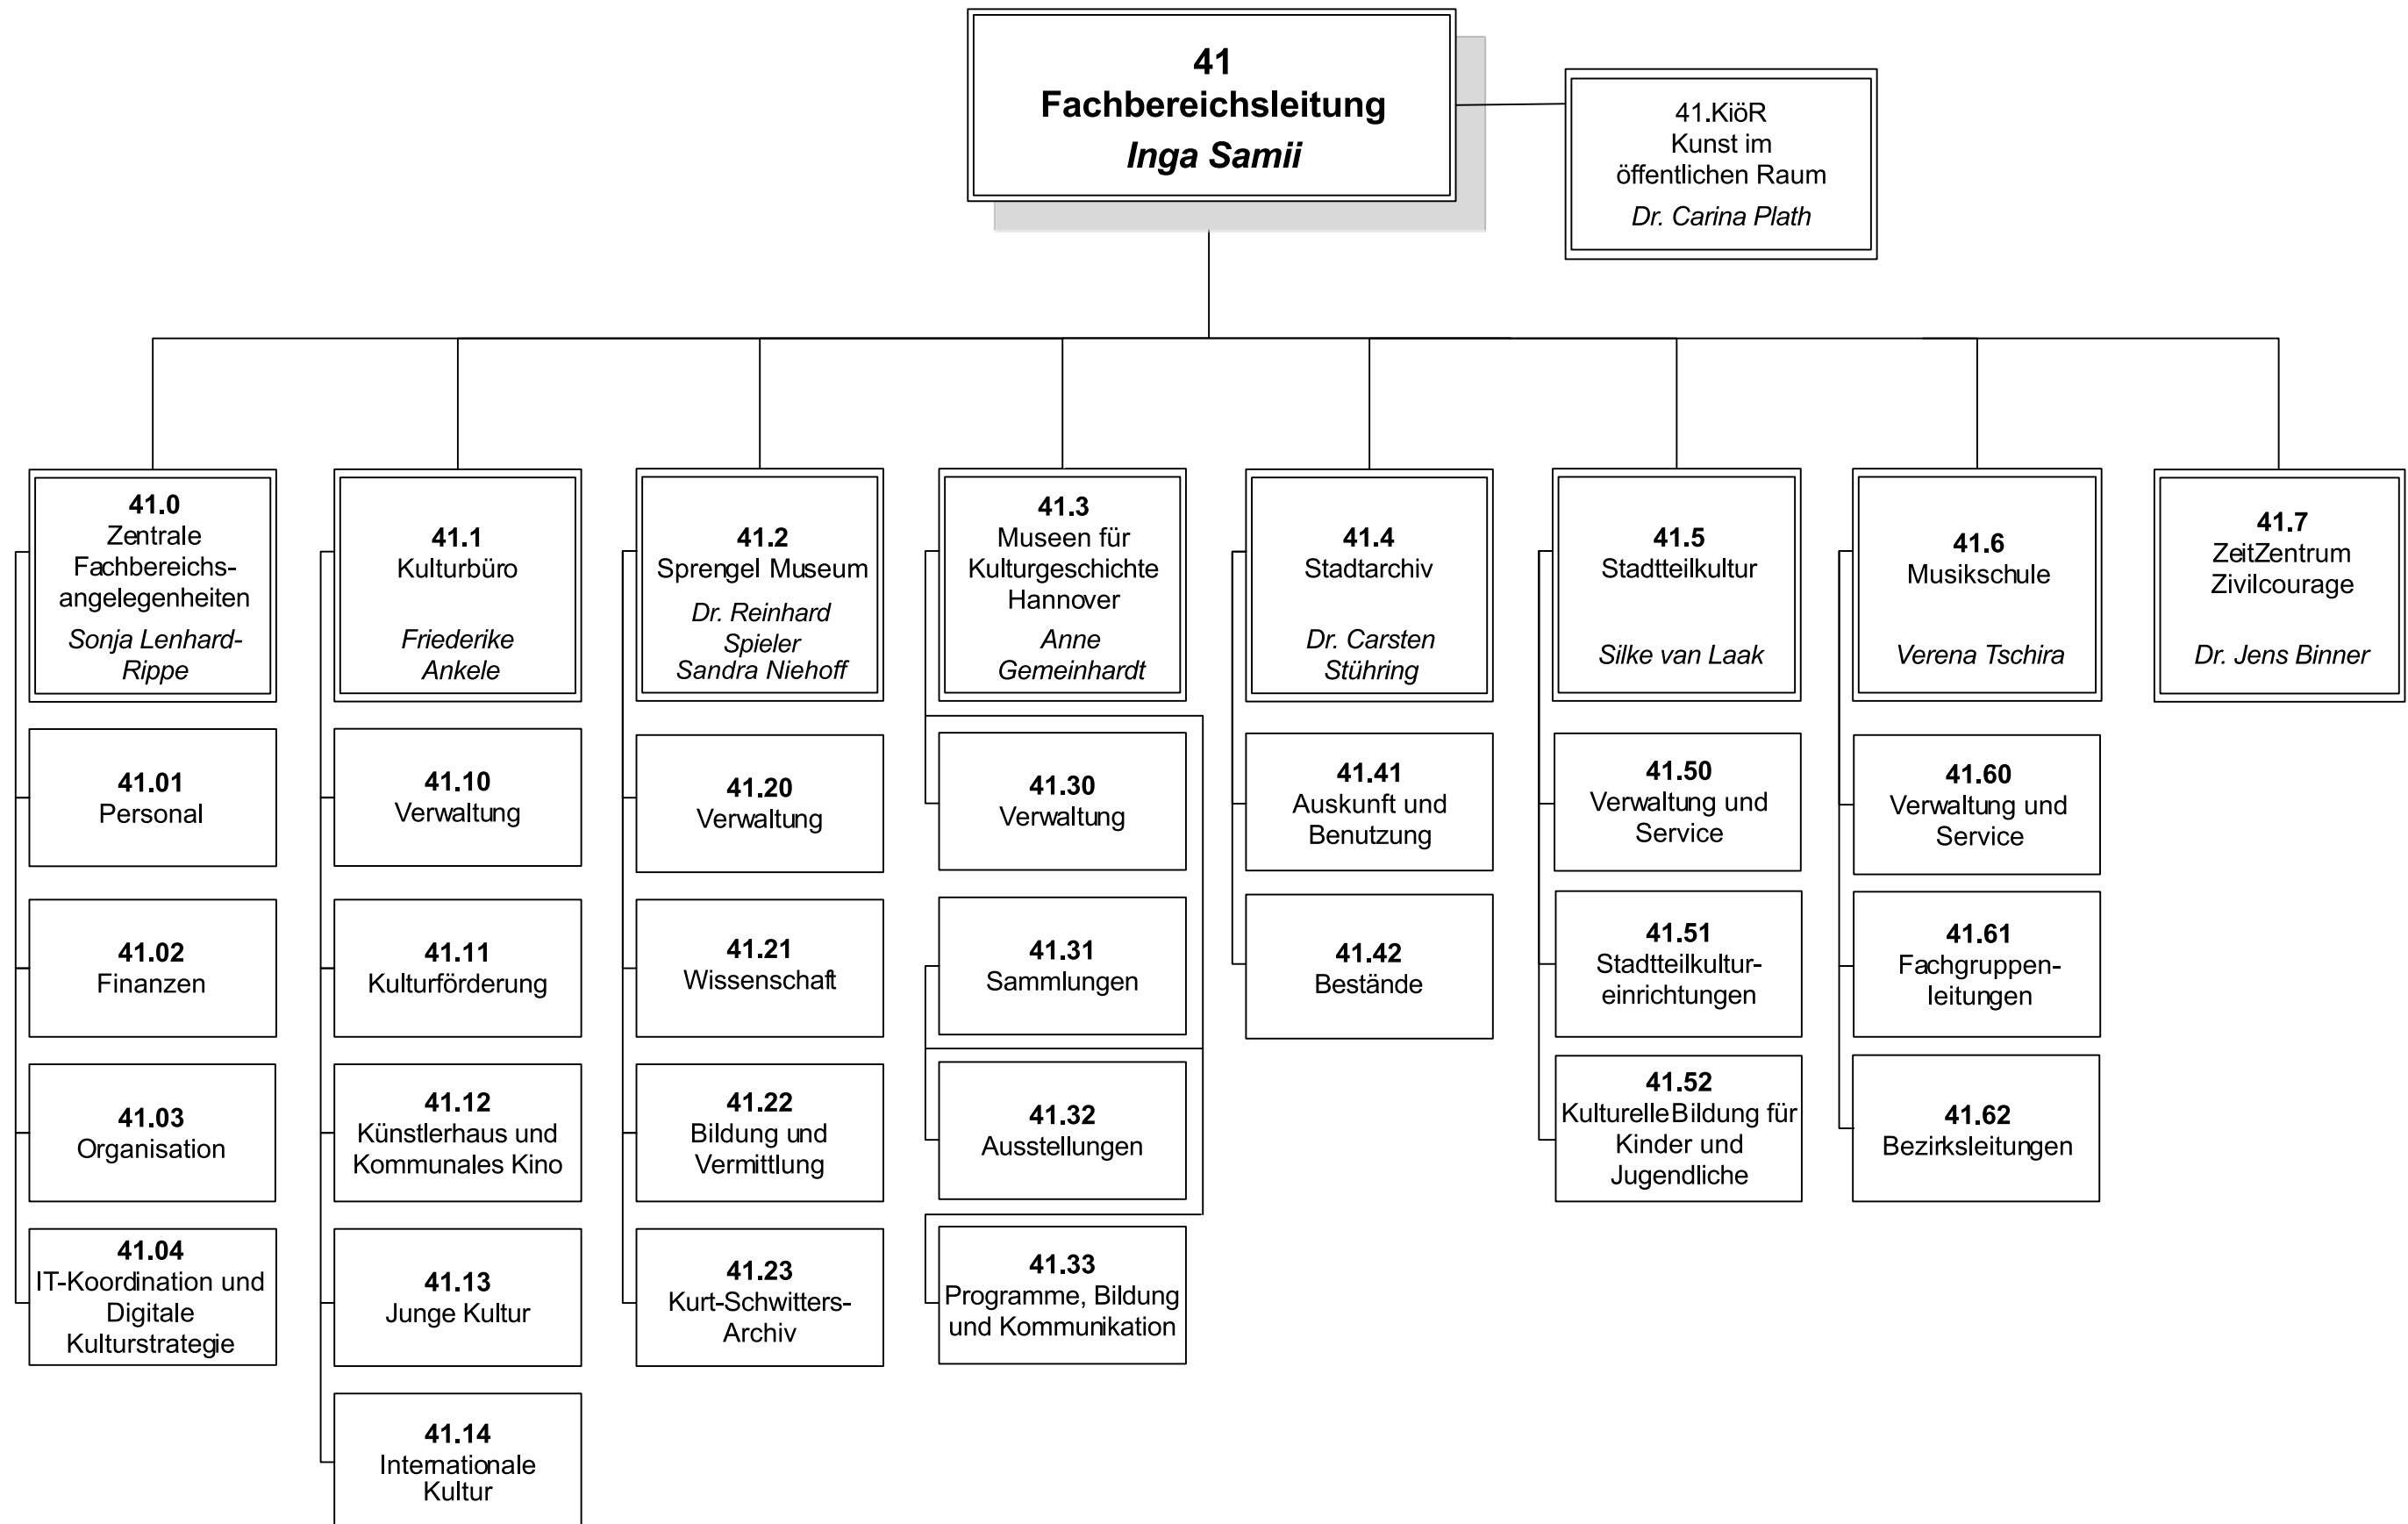 41
Fachbereichsleitung
Inga Samii
41.KiöR
Kunst im
öffentlichen Raum
Dr. Carina Plath
41.0
Zentrale
Fachbereichs-
angelegenheiten
Sonja Lenhard-
Rippe
41.01
Personal
41.02
Finanzen
41.03
Organisation
41.04
IT-Koordination und
Digitale
Kulturstrategie
41.1
Kulturbüro
Friederike
Ankele
41.10
Verwaltung
41.11
Kulturförderung
41.12
Künstlerhaus und
Kommunales Kino
41.13
Junge Kultur
41.14
Internationale
Kultur
41.2
Sprengel Museum
Dr. Reinhard
Spieler
Sandra Niehoff
41.20
Verwaltung
41.21
Wissenschaft
41.22
Bildung und
Vermittlung
41.23
Kurt-Schwitters-
Archiv
41.3
Museen für
Kulturgeschichte
Hannover
Anne
Gemeinhardt
41.30
Verwaltung
41.31
Sammlungen
41.32
Ausstellungen
41.33
Programme, Bildung
und Kommunikation
41.4
Stadtarchiv
Dr. Carsten
Stühring
41.41
Auskunft und
Benutzung
41.42
Bestände
41.5
Stadtteilkultur
Silke van Laak
41.50
Verwaltung und
Service
41.51
Stadtteilkultur-
einrichtungen
41.52
Kulturelle Bildung für
Kinder und
Jugendliche
41.6
Musikschule
Verena Tschira
41.60
Verwaltung und
Service
41.61
Fachgruppen-
leitungen
41.62
Bezirksleitungen
41.7
ZeitZentrum
Zivilcourage
Dr. Jens Binner